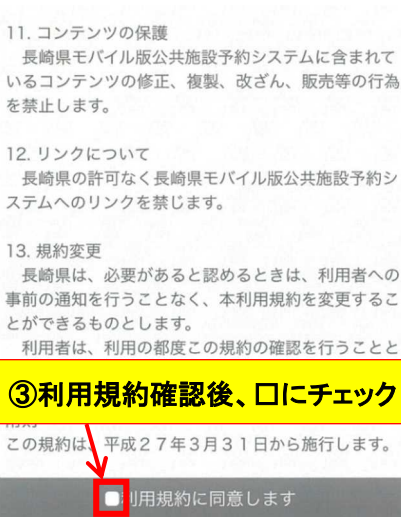 11. コンテンツの保護
長崎県モバイル版公共施設予約システムに含まれて
いるコンテンツの修正、複製、改ざん、販売等の行為
を禁止します。
12. リンクについて
長崎県の許可なく長崎県モバイル版公共施設予約シ
ステムへのリンクを禁じます。
13. 規約変更
長崎県は、必要があると認めるときは、利用者への
事前の通知を行うことなく、本利用規約を変更するこ
とができるものとします。
利用者は、利用の都度この規約の確認を行うことと
③利用規約確認後、□にチェック
この規約は、平成27年3月31日から施行します。
利用規約に同意します